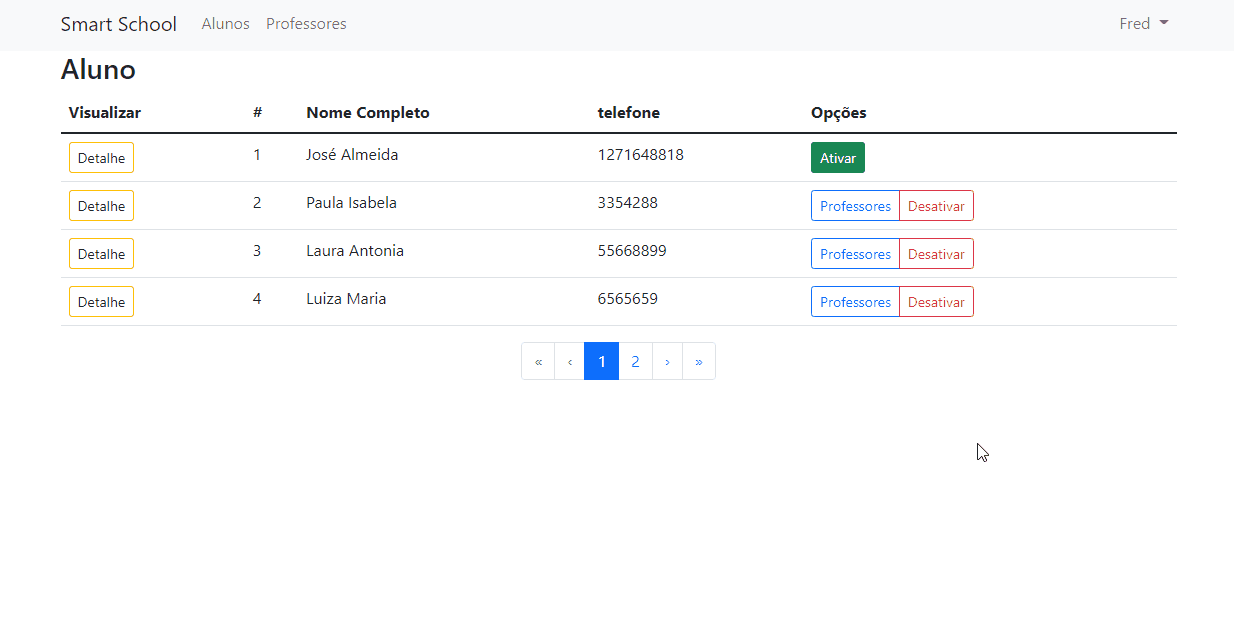 Smart School Alunos Professores Fred
Aluno
Visualizar # Nome Completo telefone Opções
Detalhe 1 José Almeida 1271648818 Ativar
Detalhe 2 Paula Isabela 3354288 Professores Desativar
Detalhe 3 Laura Antonia 55668899 Professores Desativar
Detalhe 4 Luiza Maria 6565659 Professores Desativar
« ‹ 1 2 › »